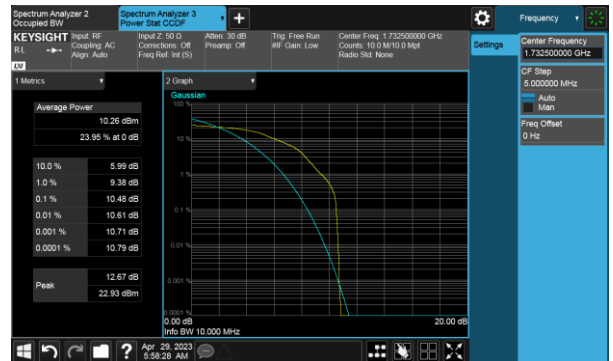 Spectrum Analyzer 2
Occupied BW
Spectrum Analyzer 3
Power Stat CCDF
Frequency
KEYSIGHT
RL
Input: RF
Coupling: AC
Align: Auto
Input Z: 50 Ω
Corrections: Off
Freq Ref: Int (S)
Atten: 30 dB
Preamp: Off
Trig: Free Run
#IF Gain: Low
Center Freq: 1.732500000 GHz
Counts: 10.0 M/10.0 Mpt
Radio Std: None
Settings
Center Frequency
1.732500000 GHz
CF Step
5.000000 MHz
Auto
Man
Freq Offset
0 Hz
1 Metrics
Average Power
10.26 dBm
23.95 % at 0 dB
10.0 % 5.99 dB
1.0 % 9.38 dB
0.1 % 10.48 dB
0.01 % 10.61 dB
0.001 % 10.71 dB
0.0001 % 10.79 dB
Peak 12.67 dB
22.93 dBm
2 Graph
Gaussian
100 %
10 %
1 %
0.1 %
0.01 %
0.001 %
0.0001 %
0.00 dB 20.00 dB
Info BW 10.000 MHz
?
Apr 29, 2023
5:58:28 AM